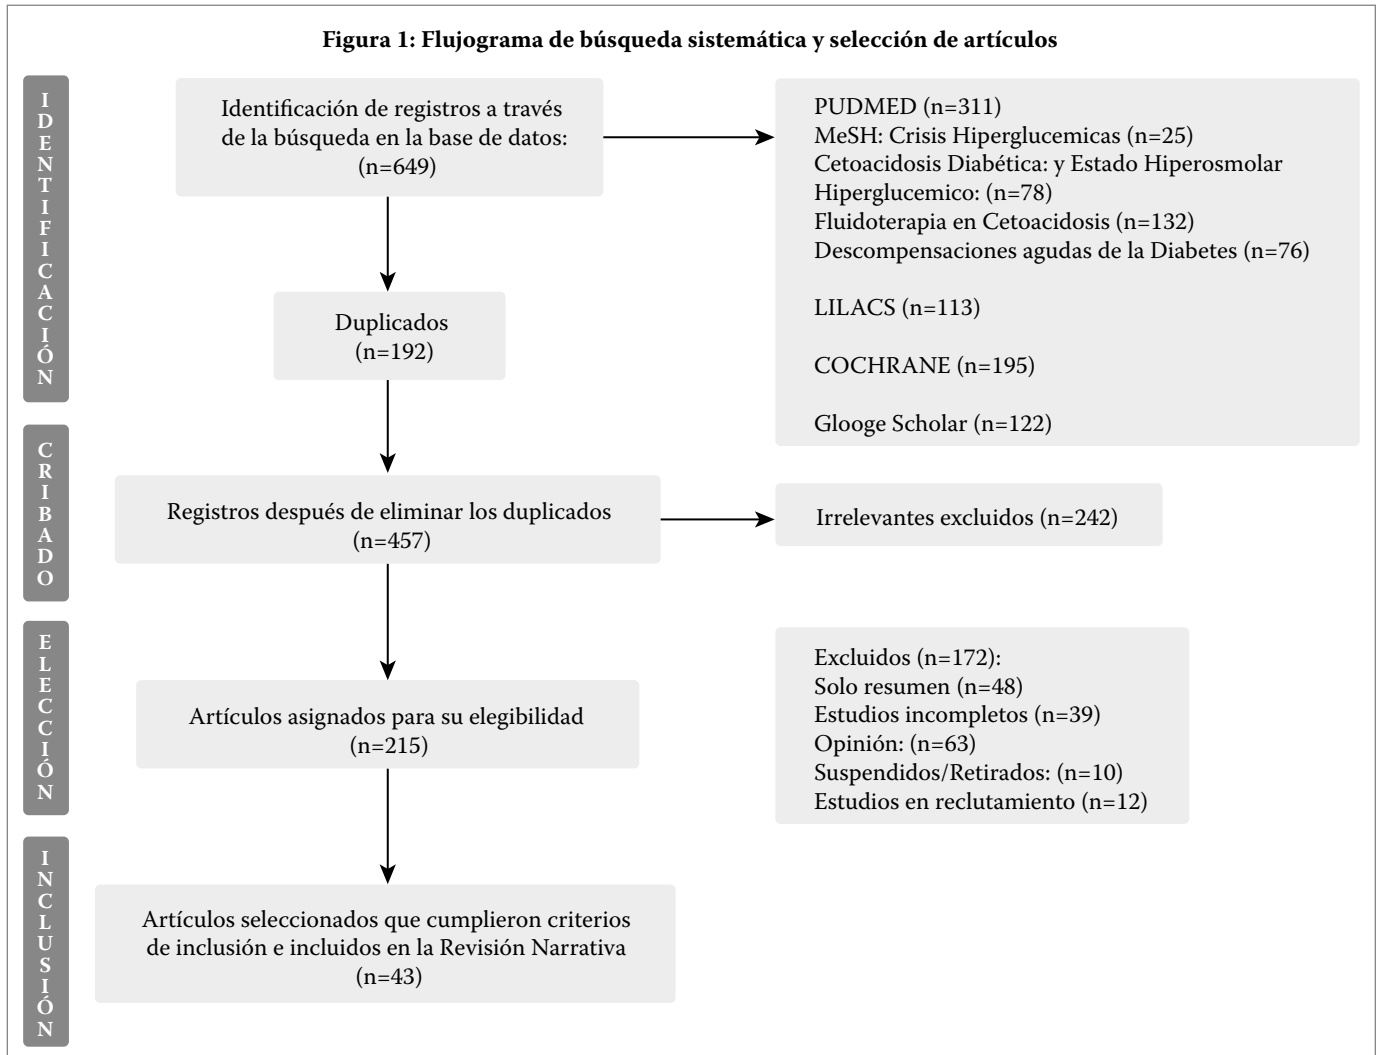 Figura 1: Flujograma de búsqueda sistemática y selección de artículos
IDENTIFICACIÓN
Identificación de registros a través
de la búsqueda en la base de datos:
(n=649)
PUDMED (n=311)
MeSH: Crisis Hiperglucemicas (n=25)
Cetoacidosis Diabética: y Estado Hiperosmolar
Hiperglucemico: (n=78)
Fluidoterapia en Cetoacidosis (n=132)
Descompensaciones agudas de la Diabetes (n=76)
LILACS (n=113)
COCHRANE (n=195)
Glooge Scholar (n=122)
Duplicados
(n=192)
CRIBADO
Registros después de eliminar los duplicados
(n=457)
Irrelevantes excluidos (n=242)
ELECCIÓN
Artículos asignados para su elegibilidad
(n=215)
Excluidos (n=172):
Solo resumen (n=48)
Estudios incompletos (n=39)
Opinión: (n=63)
Suspendidos/Retirados: (n=10)
Estudios en reclutamiento (n=12)
INCLUSIÓN
Artículos seleccionados que cumplieron criterios
de inclusión e incluidos en la Revisión Narrativa
(n=43)